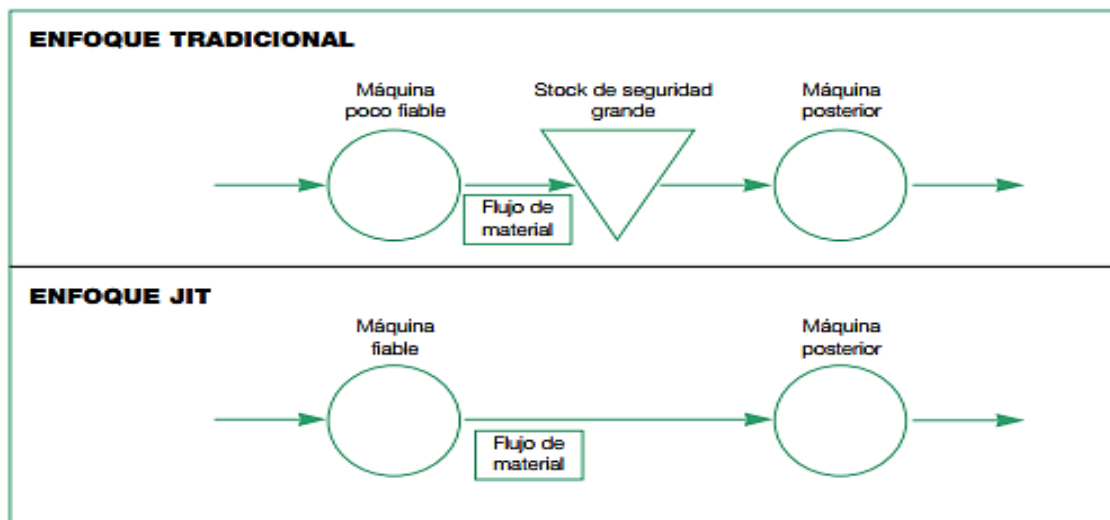 ENFOQUE TRADICIONAL
Máquina
poco fiable
Stock de seguridad
grande
Máquina
posterior
Flujo de
material
ENFOQUE JIT
Máquina
fiable
Máquina
posterior
Flujo de
material